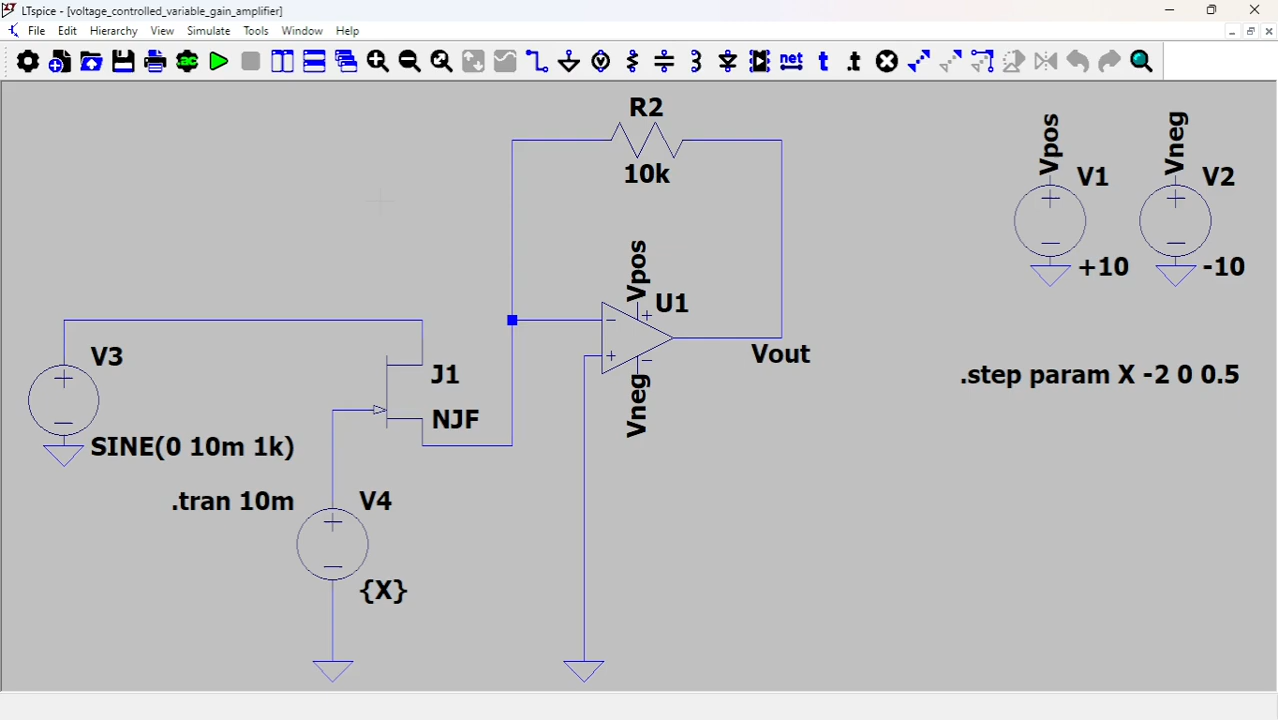 LTspice - [voltage_controlled_variable_gain_amplifier]
File Edit Hierarchy View Simulate Tools Window Help
.ac net t .t
R2
10k
Vpos
Vneg
V1
V2
+10
-10
Vpos
U1
Vneg
Vout
V3
SINE(0 10m 1k)
J1
NJF
.step param X -2 0 0.5
.tran 10m
V4
{X}